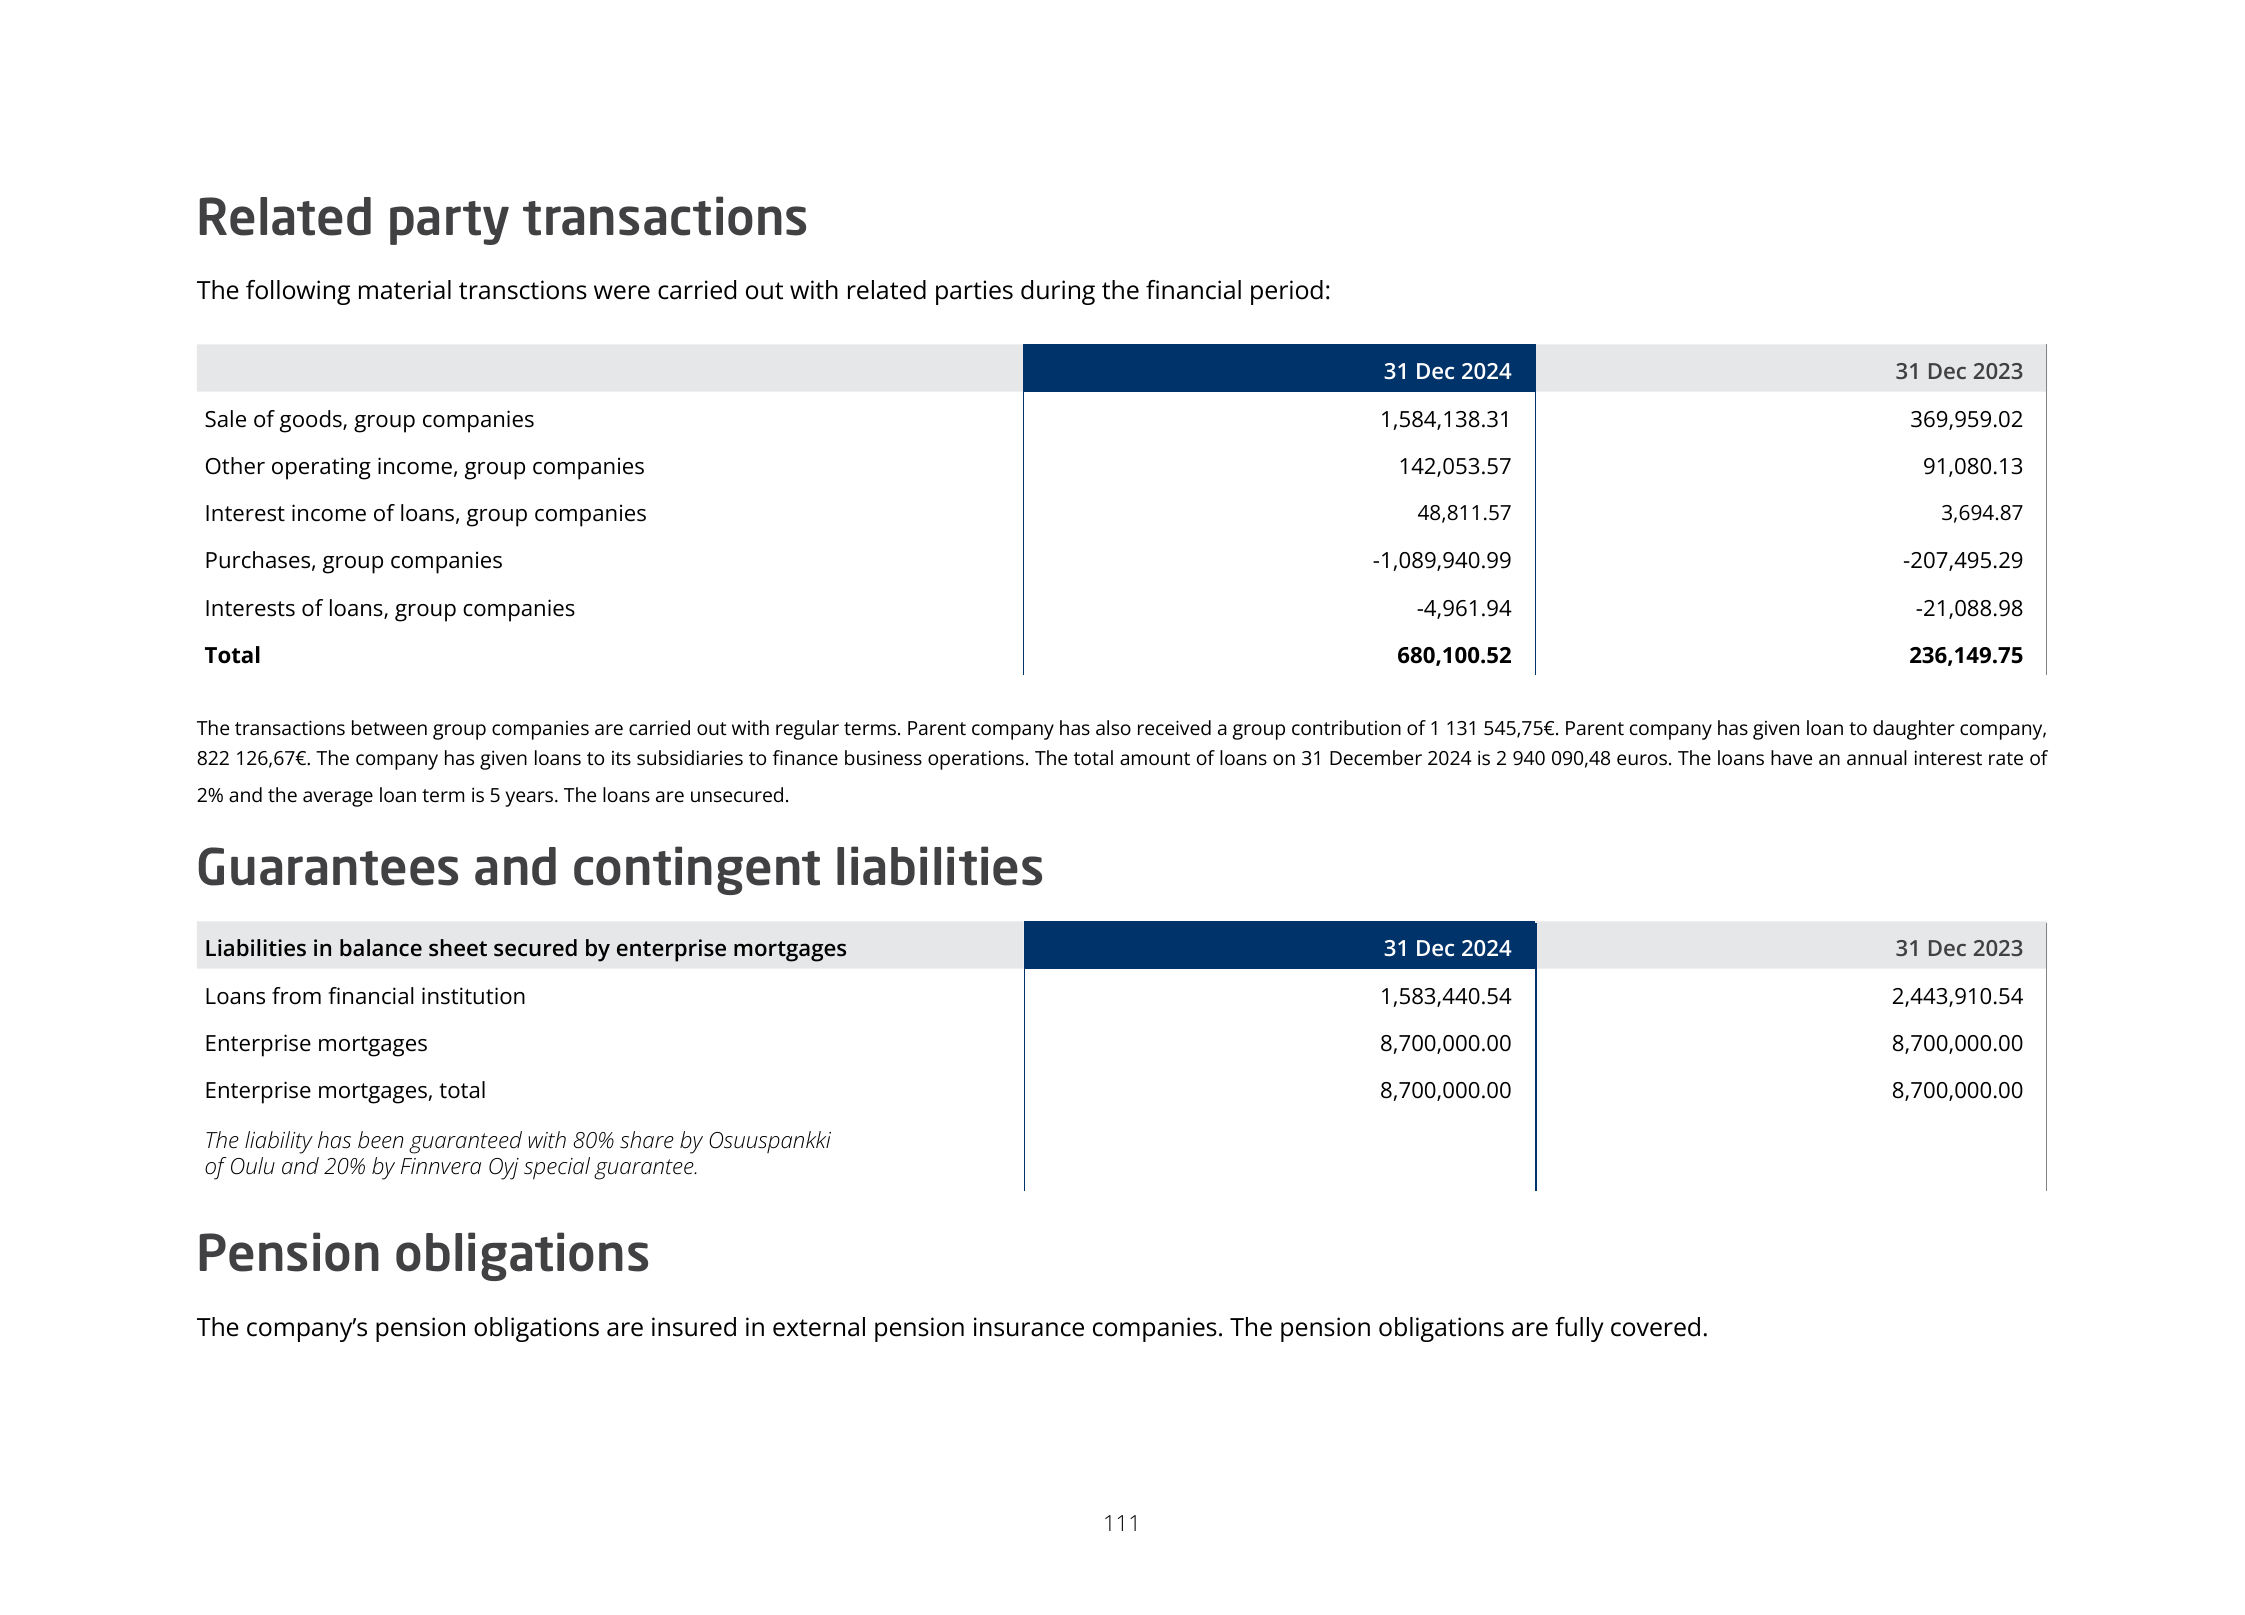 Related party transactions
The following material transctions were carried out with related parties during the financial period:
31 Dec 2024 31 Dec 2023
Sale of goods, group companies 1,584,138.31 369,959.02
Other operating income, group companies 142,053.57 91,080.13
Interest income of loans, group companies 48,811.57 3,694.87
Purchases, group companies -1,089,940.99 -207,495.29
Interests of loans, group companies -4,961.94 -21,088.98
Total 680,100.52 236,149.75
The transactions between group companies are carried out with regular terms. Parent company has also received a group contribution of 1 131 545,75€. Parent company has given loan to daughter company,
822 126,67€. The company has given loans to its subsidiaries to finance business operations. The total amount of loans on 31 December 2024 is 2 940 090,48 euros. The loans have an annual interest rate of
2% and the average loan term is 5 years. The loans are unsecured.
Guarantees and contingent liabilities
Liabilities in balance sheet secured by enterprise mortgages 31 Dec 2024 31 Dec 2023
Loans from financial institution 1,583,440.54 2,443,910.54
Enterprise mortgages 8,700,000.00 8,700,000.00
Enterprise mortgages, total 8,700,000.00 8,700,000.00
The liability has been guaranteed with 80% share by Osuuspankki
of Oulu and 20% by Finnvera Oyj special guarantee.
Pension obligations
The company’s pension obligations are insured in external pension insurance companies. The pension obligations are fully covered.
111